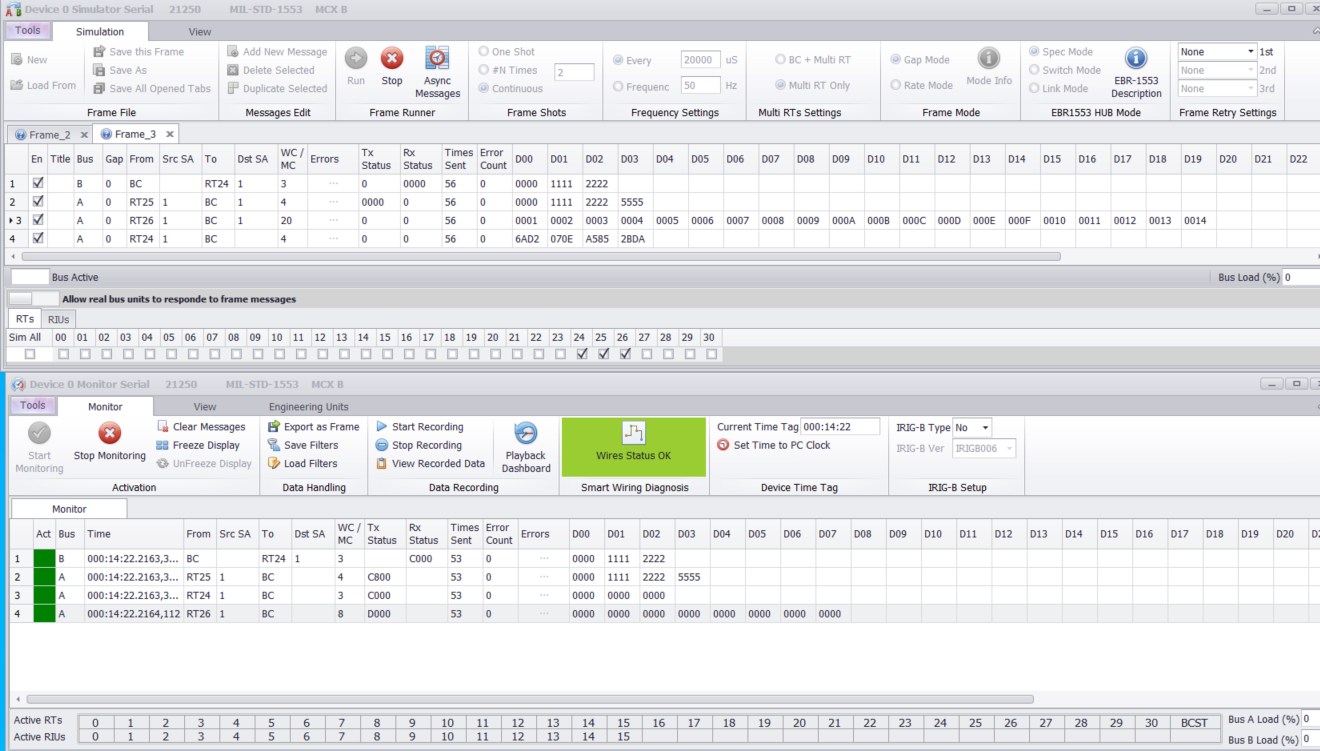 Device 0 Simulator Serial 21250 MIL-STD-1553 MCX B
Tools Simulation View
New Save this Frame Add New Message One Shot Every 20000 uS BC + Multi RT Gap Mode Spec Mode None 1st
Load From Save As Delete Selected Run Stop Async Messages #N Times 2 Frequenc 50 Hz Multi RT Only Rate Mode Mode Info Switch Mode EBR-1553 Description None 2nd
Save All Opened Tabs Duplicate Selected Continuous Link Mode None 3rd
Frame File Messages Edit Frame Runner Frame Shots Frequency Settings Multi RTs Settings Frame Mode EBR1553 HUB Mode Frame Retry Settings
Frame_2 x Frame_3 x
En Title Bus Gap From Src SA To Dst SA WC / MC Errors Tx Status Rx Status Times Sent Error Count D00 D01 D02 D03 D04 D05 D06 D07 D08 D09 D10 D11 D12 D13 D14 D15 D16 D17 D18 D19 D20 D21 D22
1 B 0 BC RT24 1 3 ... 0 0000 56 0 0000 1111 2222
2 A 0 RT25 1 BC 1 4 ... 0000 0 56 0 0000 1111 2222 5555
3 A 0 RT26 1 BC 1 20 ... 0 0 56 0 0001 0002 0003 0004 0005 0006 0007 0008 0009 000A 000B 000C 000D 000E 000F 0010 0011 0012 0013 0014
4 A 0 RT24 1 BC 4 ... 0 0 56 0 6AD2 070E A585 2BDA
Bus Active Bus Load (%) 0
Allow real bus units to responde to frame messages
RTs RIUs
Sim All 00 01 02 03 04 05 06 07 08 09 10 11 12 13 14 15 16 17 18 19 20 21 22 23 24 25 26 27 28 29 30
Device 0 Monitor Serial 21250 MIL-STD-1553 MCX B
Tools Monitor View Engineering Units
Start Monitoring Stop Monitoring Clear Messages Export as Frame Start Recording Playback Dashboard Wires Status OK Current Time Tag 000:14:22 IRIG-B Type No
Freeze Display Save Filters Stop Recording Set Time to PC Clock IRIG-B Ver IRIGB006
UnFreeze Display Load Filters View Recorded Data
Activation Data Handling Data Recording Smart Wiring Diagnosis Device Time Tag IRIG-B Setup
Monitor
Act Bus Time From Src SA To Dst SA WC / MC Tx Status Rx Status Times Sent Error Count Errors D00 D01 D02 D03 D04 D05 D06 D07 D08 D09 D10 D11 D12 D13 D14 D15 D16 D17 D18 D19 D20
1 B 000:14:22.2163,3... BC RT24 1 3 C000 53 0 ... 0000 1111 2222
2 A 000:14:22.2163,3... RT25 1 BC 4 C800 53 0 ... 0000 1111 2222 5555
3 A 000:14:22.2163,3... RT24 1 BC 3 C000 53 0 ... 0000 0000 0000
4 A 000:14:22.2164,112 RT26 1 BC 8 D000 53 0 ... 0000 0000 0000 0000 0000 0000 0000 0000
Active RTs 0 1 2 3 4 5 6 7 8 9 10 11 12 13 14 15 16 17 18 19 20 21 22 23 24 25 26 27 28 29 30 BCST Bus A Load (%) 0
Active RIUs 0 1 2 3 4 5 6 7 8 9 10 11 12 13 14 15 Bus B Load (%) 0